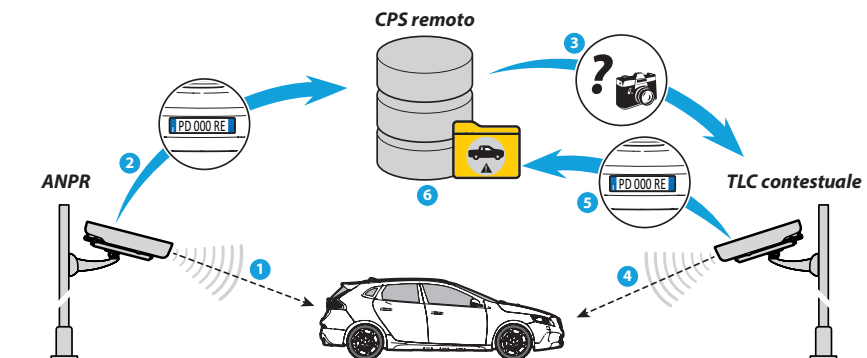 CPS remoto
3
?
PD 000 RE
2
ANPR
PD 000 RE
TLC contestuale
6
5
1
4